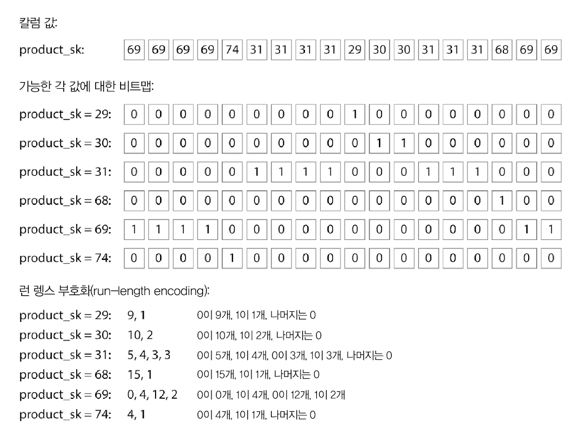 칼럼 값:
product_sk: 69 69 69 69 74 31 31 31 31 29 30 30 31 31 31 68 69 69
가능한 각 값에 대한 비트맵:
product_sk = 29: 0 0 0 0 0 0 0 0 0 1 0 0 0 0 0 0 0 0
product_sk = 30: 0 0 0 0 0 0 0 0 0 0 1 1 0 0 0 0 0 0
product_sk = 31: 0 0 0 0 0 1 1 1 1 0 0 0 1 1 1 0 0 0
product_sk = 68: 0 0 0 0 0 0 0 0 0 0 0 0 0 0 0 1 0 0
product_sk = 69: 1 1 1 1 0 0 0 0 0 0 0 0 0 0 0 0 1 1
product_sk = 74: 0 0 0 0 1 0 0 0 0 0 0 0 0 0 0 0 0 0
런 렝스 부호화(run-length encoding):
product_sk = 29: 9, 1 0이 9개, 1이 1개, 나머지는 0
product_sk = 30: 10, 2 0이 10개, 1이 2개, 나머지는 0
product_sk = 31: 5, 4, 3, 3 0이 5개, 1이 4개, 0이 3개, 1이 3개, 나머지는 0
product_sk = 68: 15, 1 0이 15개, 1이 1개, 나머지는 0
product_sk = 69: 0, 4, 12, 2 0이 0개, 1이 4개, 0이 12개, 1이 2개
product_sk = 74: 4, 1 0이 4개, 1이 1개, 나머지는 0